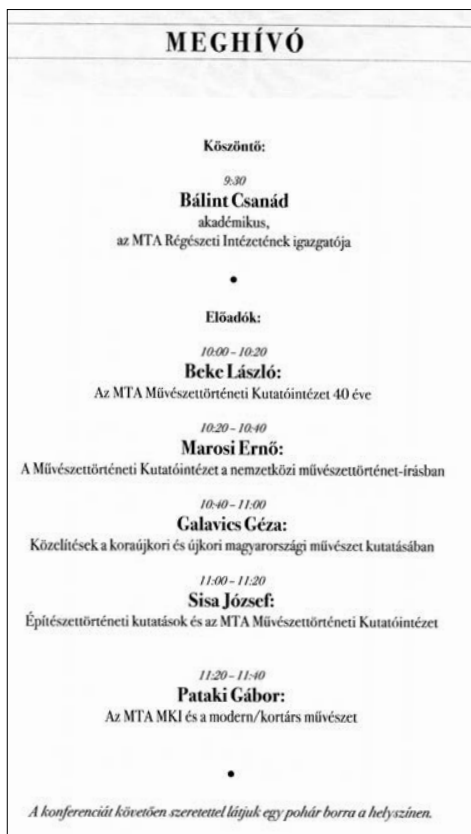 MEGHÍVÓ
Köszöntő:
9:30
Bálint Csanád
akadémikus,
az MTA Régészeti Intézetének igazgatója
•
Előadók:
10:00 – 10:20
Beke László:
Az MTA Művészettörténeti Kutatóintézet 40 éve
10:20 – 10:40
Marosi Ernő:
A Művészettörténeti Kutatóintézet a nemzetközi művészettörténet-írásban
10:40 – 11:00
Galavics Géza:
Közelítések a koraújkori és újkori magyarországi művészet kutatásában
11:00 – 11:20
Sisa József:
Építészettörténeti kutatások és az MTA Művészettörténeti Kutatóintézet
11:20 – 11:40
Pataki Gábor:
Az MTA MKI és a modern/kortárs művészet
•
A konferenciát követően szeretettel látjuk egy pohár borra a helyszínen.